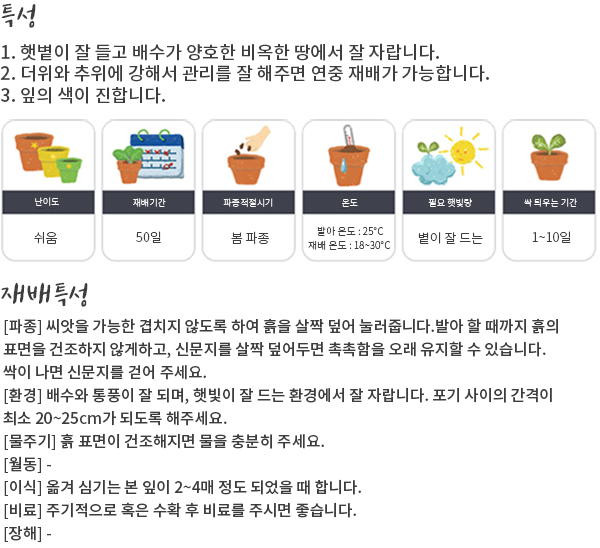 특성
1. 햇볕이 잘 들고 배수가 양호한 비옥한 땅에서 잘 자랍니다.
2. 더위와 추위에 강해서 관리를 잘 해주면 연중 재배가 가능합니다.
3. 잎의 색이 진합니다.
난이도
쉬움
재배기간
50일
파종적절시기
봄 파종
온도
발아 온도 : 25°C
재배 온도 : 18~30°C
필요 햇빛량
볕이 잘 드는
싹 틔우는 기간
1~10일
재배특성
[파종] 씨앗을 가능한 겹치지 않도록 하여 흙을 살짝 덮어 눌러줍니다.발아 할 때까지 흙의
표면을 건조하지 않게하고, 신문지를 살짝 덮어두면 촉촉함을 오래 유지할 수 있습니다.
싹이 나면 신문지를 걷어 주세요.
[환경] 배수와 통풍이 잘 되며, 햇빛이 잘 드는 환경에서 잘 자랍니다. 포기 사이의 간격이
최소 20~25cm가 되도록 해주세요.
[물주기] 흙 표면이 건조해지면 물을 충분히 주세요.
[월동] -
[이식] 옮겨 심기는 본 잎이 2~4매 정도 되었을 때 합니다.
[비료] 주기적으로 혹은 수확 후 비료를 주시면 좋습니다.
[장해] -